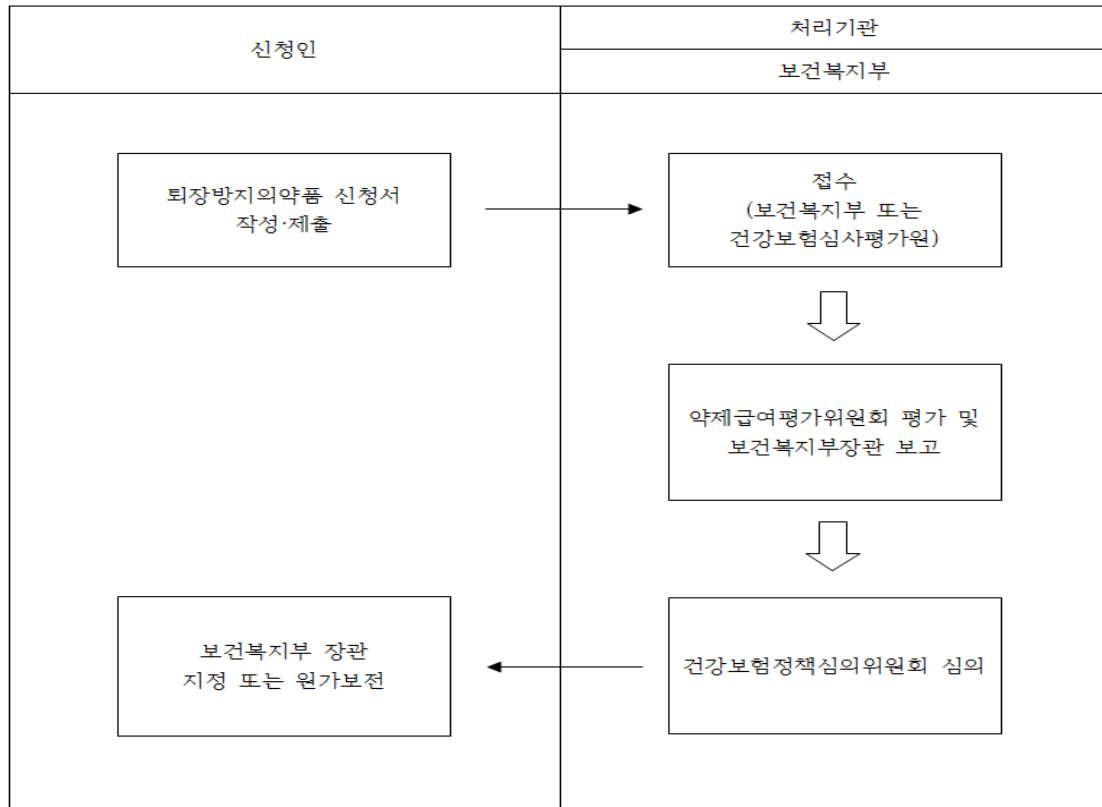 신청인
처리기관
보건복지부
퇴장방지의약품 신청서
작성·제출
접수
(보건복지부 또는
건강보험심사평가원)
약제급여평가위원회 평가 및
보건복지부장관 보고
보건복지부 장관
지정 또는 원가보전
건강보험정책심의위원회 심의